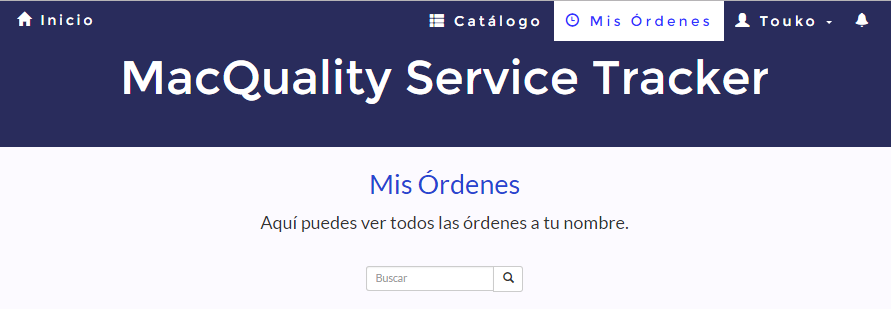 Inicio Catálogo Mis Órdenes Touko
MacQuality Service Tracker
Mis Órdenes
Aquí puedes ver todos las órdenes a tu nombre.
Buscar